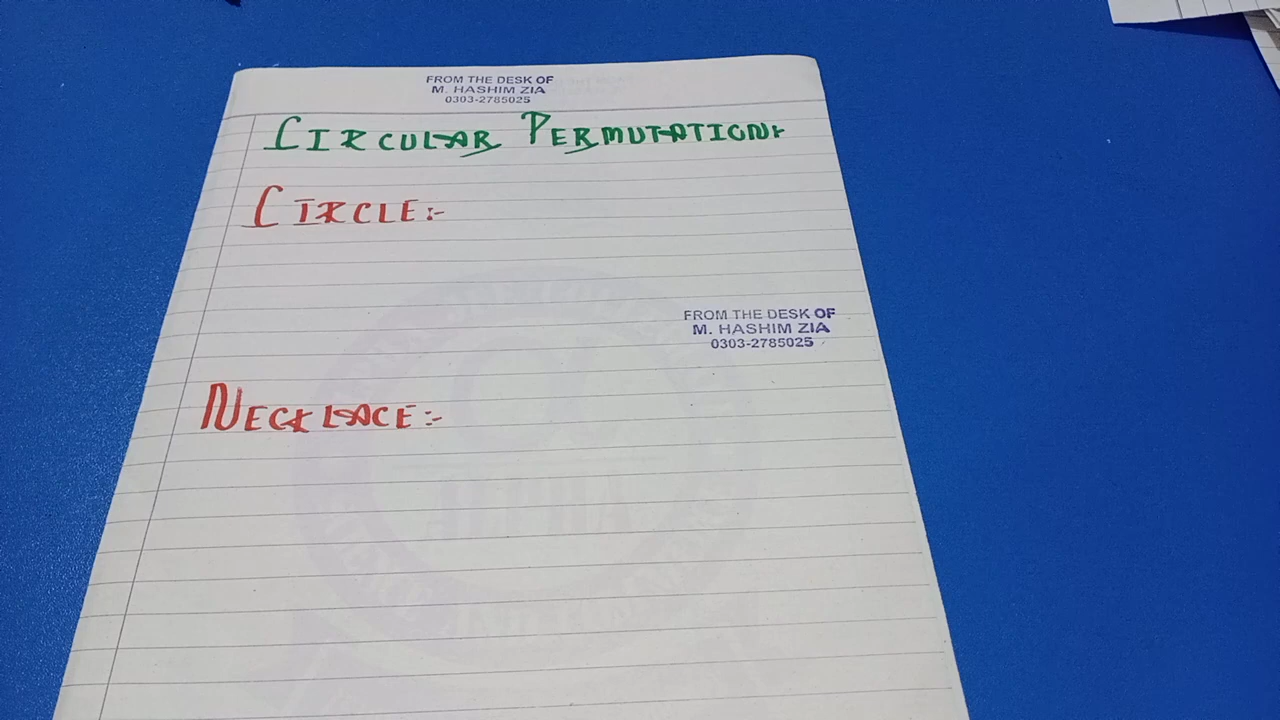 FROM THE DESK OF
M. HASHIM ZIA
0303-2785025
CIRCULAR PERMUTATION:
CIRCLE:-
FROM THE DESK OF
M. HASHIM ZIA
0303-2785025
NECKLACE:-